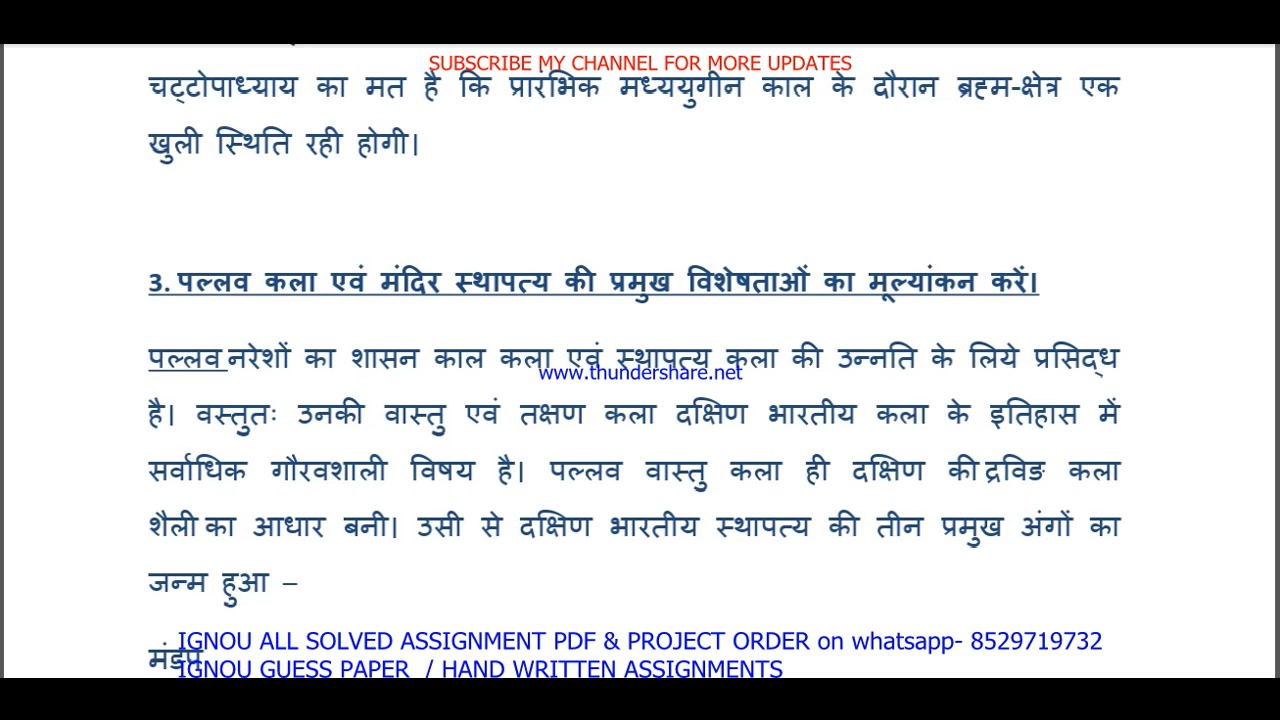 SUBSCRIBE MY CHANNEL FOR MORE UPDATES
चट्टोपाध्याय का मत है कि प्रारंभिक मध्ययुगीन काल के दौरान ब्रह्म-क्षेत्र एक
खुली स्थिति रही होगी।
3. पल्लव कला एवं मंदिर स्थापत्य की प्रमुख विशेषताओं का मूल्यांकन करें।
पल्लव नरेशों का शासन काल कला एवं स्थापत्य कला की उन्नति के लिये प्रसिद्ध
www.thundershare.net
है। वस्तुतः उनकी वास्तु एवं तक्षण कला दक्षिण भारतीय कला के इतिहास में
सर्वाधिक गौरवशाली विषय है। पल्लव वास्तु कला ही दक्षिण की द्रविङ कला
शैली का आधार बनी। उसी से दक्षिण भारतीय स्थापत्य की तीन प्रमुख अंगों का
जन्म हुआ –
IGNOU ALL SOLVED ASSIGNMENT PDF & PROJECT ORDER on whatsapp- 8529719732
मंडप
IGNOU GUESS PAPER / HAND WRITTEN ASSIGNMENTS